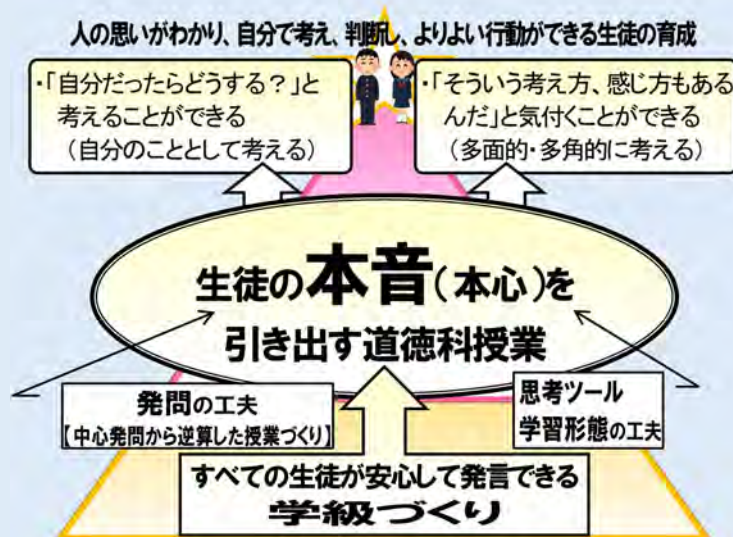 人の思いがわかり、自分で考え、判断し、よりよい行動ができる生徒の育成
・「自分だったらどうする？」と
考えることができる
（自分のこととして考える）
・「そういう考え方、感じ方もある
んだ」と気付くことができる
（多面的・多角的に考える）
生徒の本音（本心）を
引き出す道徳科授業
発問の工夫
【中心発問から逆算した授業づくり】
思考ツール
学習形態の工夫
すべての生徒が安心して発言できる
学級づくり